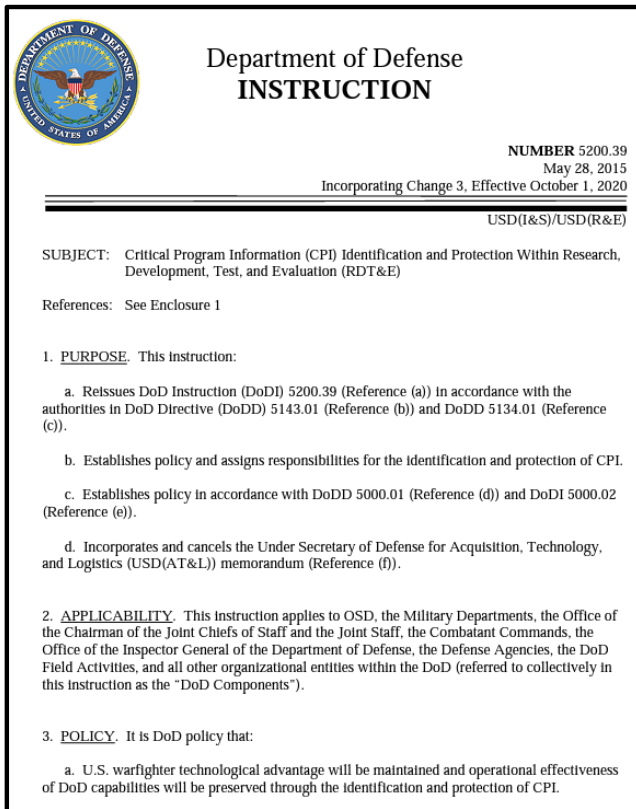 DEPARTMENT OF DEFENSE
UNITED STATES OF AMERICA
Department of Defense
INSTRUCTION
NUMBER 5200.39
May 28, 2015
Incorporating Change 3, Effective October 1, 2020
USD(I&S)/USD(R&E)
SUBJECT: Critical Program Information (CPI) Identification and Protection Within Research,
Development, Test, and Evaluation (RDT&E)
References: See Enclosure 1
1. PURPOSE. This instruction:
a. Reissues DoD Instruction (DoDI) 5200.39 (Reference (a)) in accordance with the
authorities in DoD Directive (DoDD) 5143.01 (Reference (b)) and DoDD 5134.01 (Reference
(c)).
b. Establishes policy and assigns responsibilities for the identification and protection of CPI.
c. Establishes policy in accordance with DoDD 5000.01 (Reference (d)) and DoDI 5000.02
(Reference (e)).
d. Incorporates and cancels the Under Secretary of Defense for Acquisition, Technology,
and Logistics (USD(AT&L)) memorandum (Reference (f)).
2. APPLICABILITY. This instruction applies to OSD, the Military Departments, the Office of
the Chairman of the Joint Chiefs of Staff and the Joint Staff, the Combatant Commands, the
Office of the Inspector General of the Department of Defense, the Defense Agencies, the DoD
Field Activities, and all other organizational entities within the DoD (referred to collectively in
this instruction as the “DoD Components”).
3. POLICY. It is DoD policy that:
a. U.S. warfighter technological advantage will be maintained and operational effectiveness
of DoD capabilities will be preserved through the identification and protection of CPI.